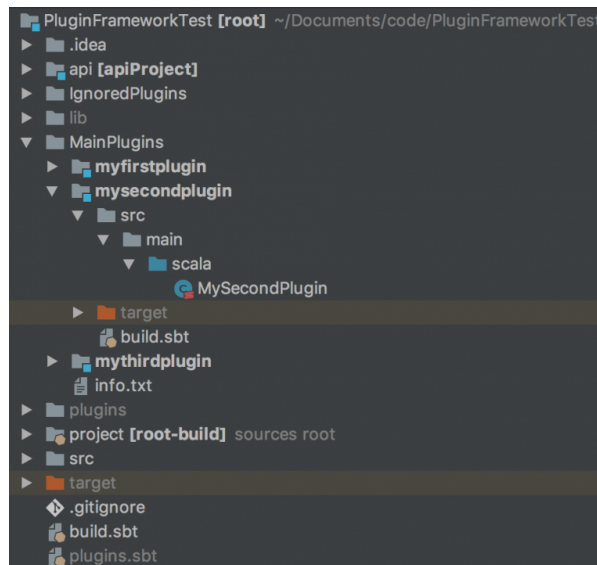 PluginFrameworkTest [root] ~/Documents/code/PluginFrameworkTest
.idea
api [apiProject]
IgnoredPlugins
lib
MainPlugins
myfirstplugin
mysecondplugin
src
main
scala
MySecondPlugin
target
build.sbt
mythirdplugin
info.txt
plugins
project [root-build] sources root
src
target
.gitignore
build.sbt
plugins.sbt